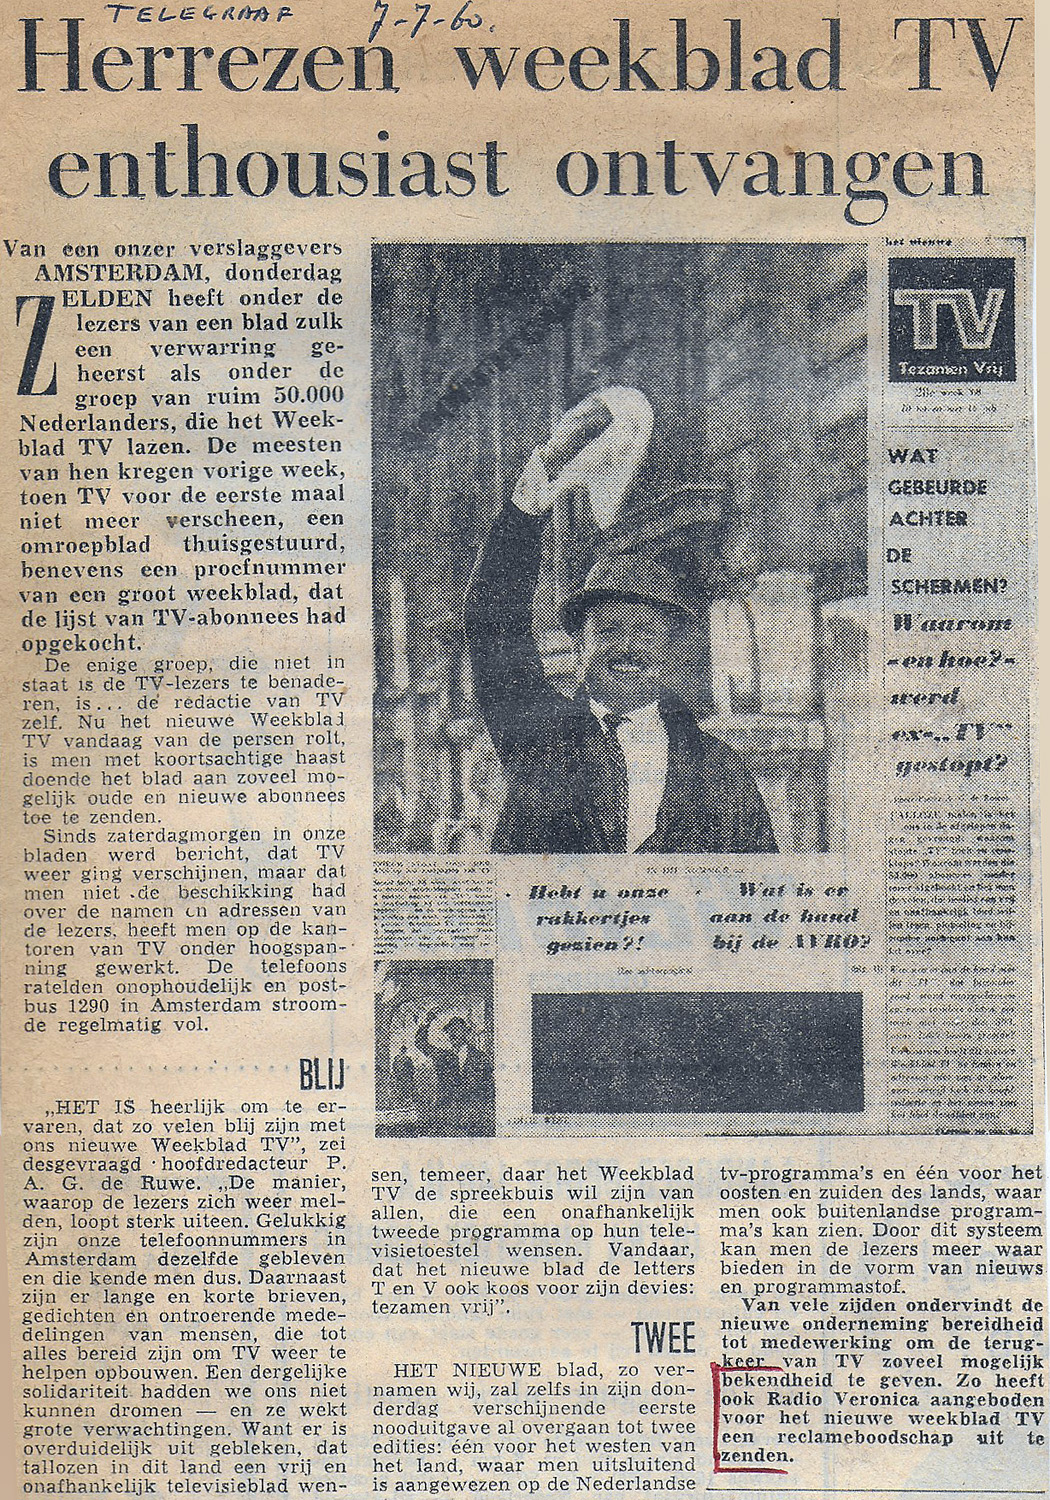 TELEGRAAF 7-7-60.
Herrezen weekblad TV
enthousiast ontvangen
Van een onzer verslaggevers
AMSTERDAM, donderdag
ZELDEN heeft onder de
lezers van een blad zulk
een verwarring ge-
heerst als onder de
groep van ruim 50.000
Nederlanders, die het Week-
blad TV lazen. De meesten
van hen kregen vorige week,
toen TV voor de eerste maal
niet meer verscheen, een
omroepblad thuisgestuurd,
benevens een proefnummer
van een groot weekblad, dat
de lijst van TV-abonnees had
opgekocht.
De enige groep, die niet in
staat is de TV-lezers te benade-
ren, is... de redactie van TV
zelf. Nu het nieuwe Weekblad
TV vandaag van de persen rolt,
is men met koortsachtige haast
doende het blad aan zoveel mo-
gelijk oude en nieuwe abonnees
toe te zenden.
Sinds zaterdagmorgen in onze
bladen werd bericht, dat TV
weer ging verschijnen, maar dat
men niet de beschikking had
over de namen en adressen van
de lezers, heeft men op de kan-
toren van TV onder hoogspan-
ning gewerkt. De telefoons
ratelden onophoudelijk en post-
bus 1290 in Amsterdam stroom-
de regelmatig vol.
BLIJ
„HET IS heerlijk om te er-
varen, dat zo velen blij zijn met
ons nieuwe Weekblad TV”, zei
desgevraagd hoofdredacteur P.
A. G. de Ruwe. „De manier,
waarop de lezers zich weer mel-
den, loopt sterk uiteen. Gelukkig
zijn onze telefoonnummers in
Amsterdam dezelfde gebleven
en die kende men dus. Daarnaast
zijn er lange en korte brieven,
gedichten en ontroerende mede-
delingen van mensen, die tot
alles bereid zijn om TV weer te
helpen opbouwen. Een dergelijke
solidariteit hadden we ons niet
kunnen dromen — en ze wekt
grote verwachtingen. Want er is
overduidelijk uit gebleken, dat
tallozen in dit land een vrij en
onafhankelijk televisieblad wen-
het nieuwe
TV
Tezamen Vrij
WAT
GEBEURDE
ACHTER
DE
SCHERMEN?
Waarom
-en hoe?-
werd
ex-„TV”
gestopt?
Hebt u onze
rakkertjes
gezien?!
Wat is er
aan de hand
bij de AVRO?
sen, temeer, daar het Weekblad
TV de spreekbuis wil zijn van
allen, die een onafhankelijk
tweede programma op hun tele-
visietoestel wensen. Vandaar,
dat het nieuwe blad de letters
T en V ook koos voor zijn devies:
tezamen vrij”.
TWEE
HET NIEUWE blad, zo ver-
namen wij, zal zelfs in zijn don-
derdag verschijnende eerste
nooduitgave al overgaan tot twee
edities: één voor het westen van
het land, waar men uitsluitend
is aangewezen op de Nederlandse
tv-programma's en één voor het
oosten en zuiden des lands, waar
men ook buitenlandse program-
ma's kan zien. Door dit systeem
kan men de lezers meer waar
bieden in de vorm van nieuws
en programmastof.
Van vele zijden ondervindt de
nieuwe onderneming bereidheid
tot medewerking om de terug-
keer van TV zoveel mogelijk
bekendheid te geven. Zo heeft
ook Radio Veronica aangeboden
voor het nieuwe weekblad TV
een reclameboodschap uit te
zenden.